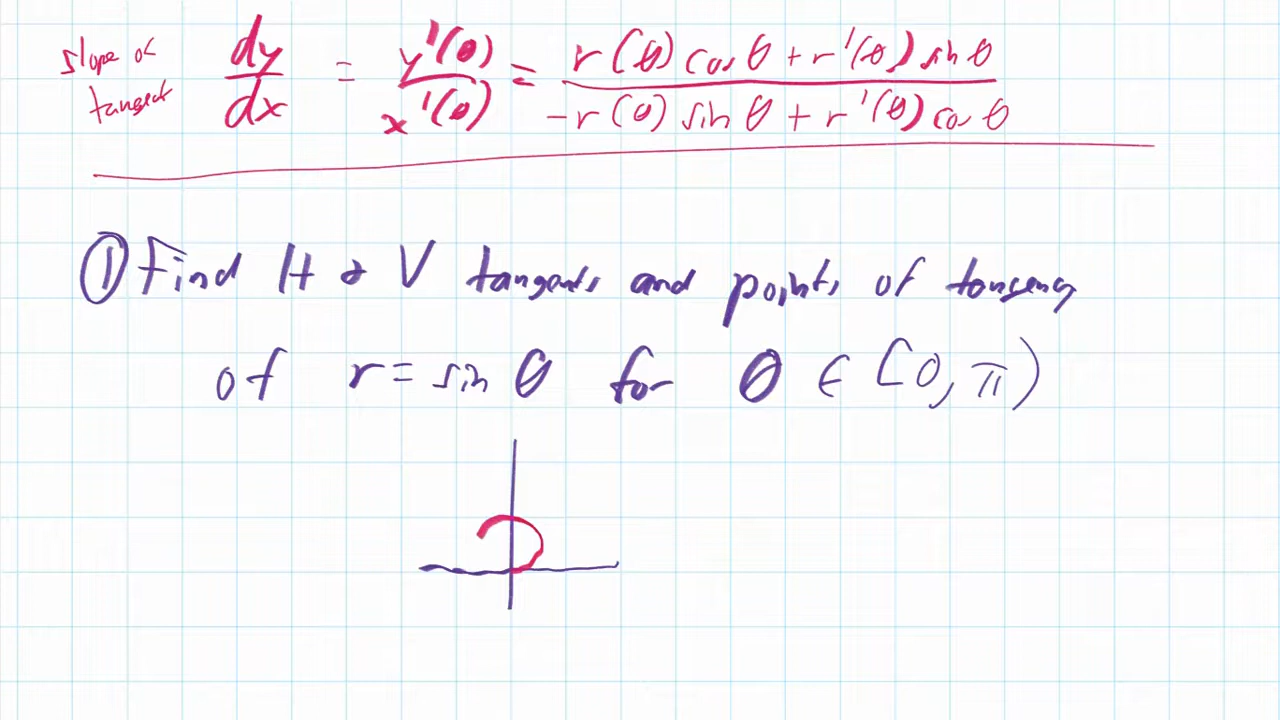 slope of tangent dy/dx = y'(θ)/x'(θ) = (r(θ) cos θ + r'(θ) sin θ)/(-r(θ) sin θ + r'(θ) cos θ)
① Find H & V tangents and points of tangency
of r = sin θ for θ ∈ [0, π)